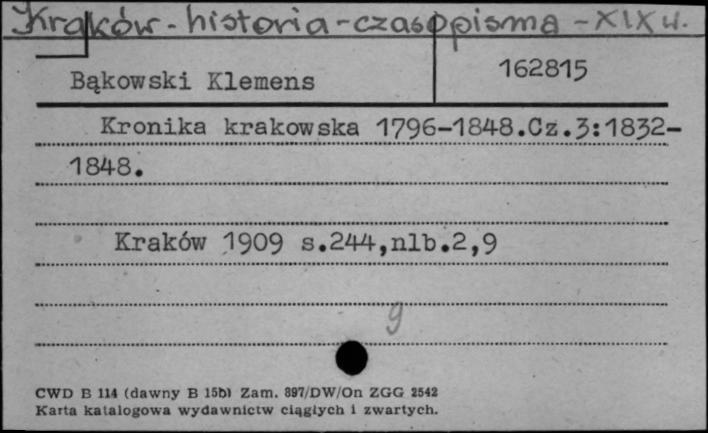 Kraków - historia - czasopisma - XIX w.
Bąkowski Klemens
162815
Kronika krakowska 1796-1848.Cz.3:1832-
1848.
Kraków 1909 s.244,nlb.2,9
g
CWD B 114 (dawny B 15b) Zam. 897/DW/On ZGG 2542
Karta katalogowa wydawnictw ciągłych i zwartych.